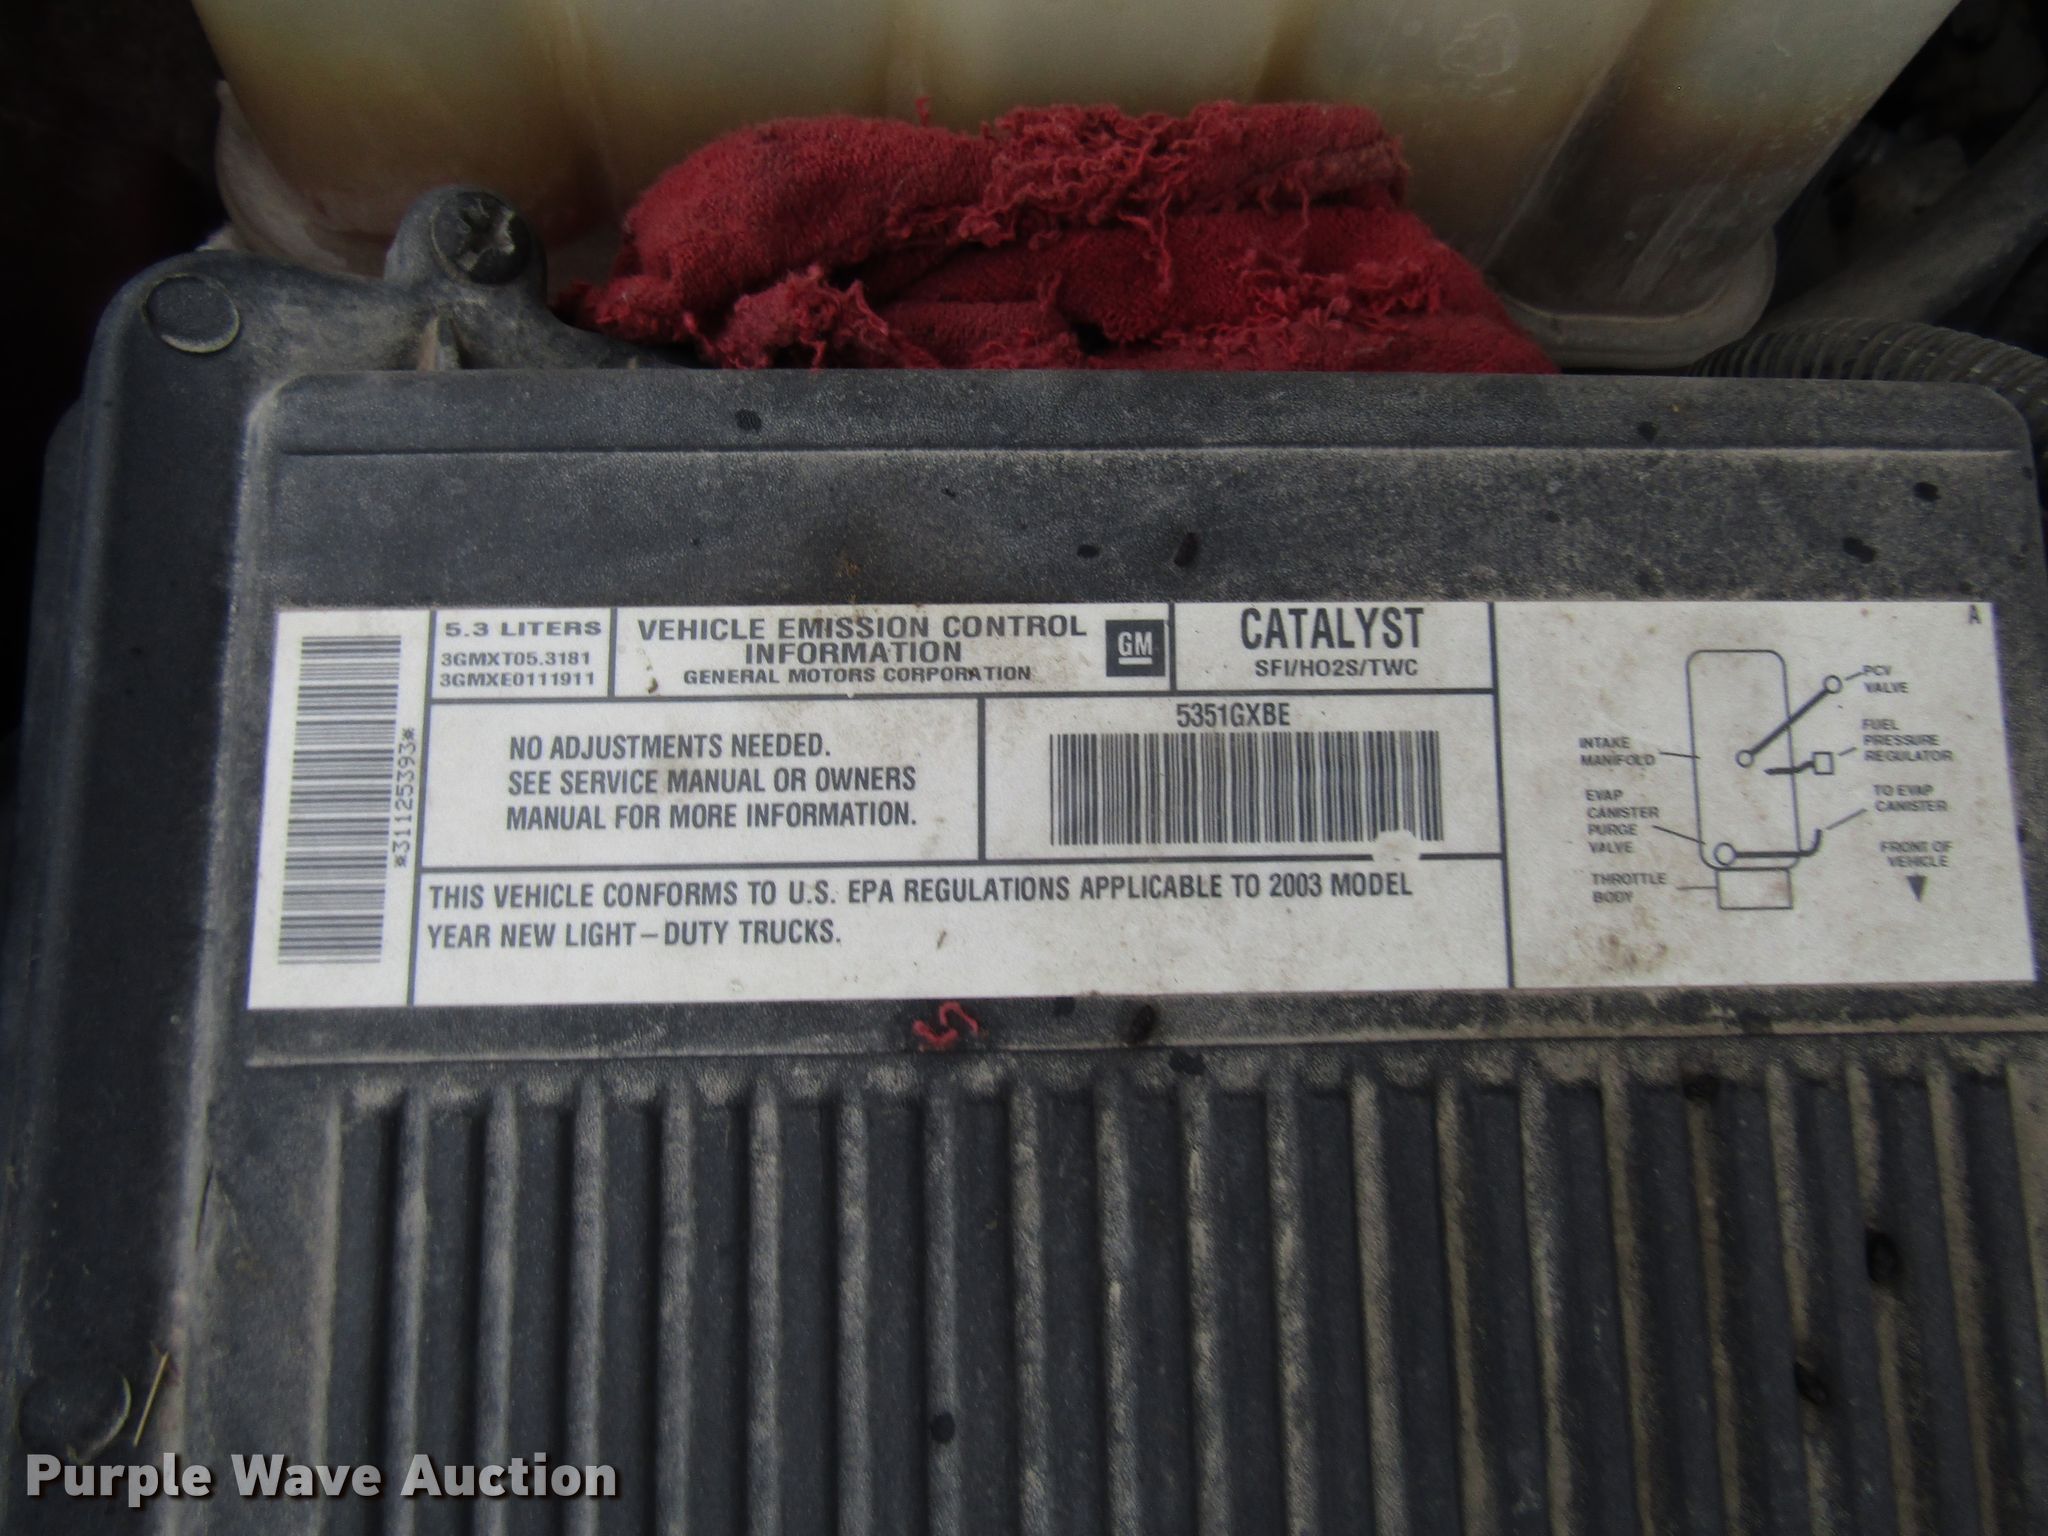 5.3 LITERS
3GMXT05.3181
3GMXE0111911
VEHICLE EMISSION CONTROL
INFORMATION
GENERAL MOTORS CORPORATION
GM
CATALYST
SFI/HO2S/TWC
A
*311125393*
NO ADJUSTMENTS NEEDED.
SEE SERVICE MANUAL OR OWNERS
MANUAL FOR MORE INFORMATION.
5351GXBE
THIS VEHICLE CONFORMS TO U.S. EPA REGULATIONS APPLICABLE TO 2003 MODEL
YEAR NEW LIGHT-DUTY TRUCKS.
PCV
VALVE
FUEL
PRESSURE
REGULATOR
INTAKE
MANIFOLD
TO EVAP
CANISTER
EVAP
CANISTER
PURGE
VALVE
FRONT OF
VEHICLE
THROTTLE
BODY
Purple Wave Auction